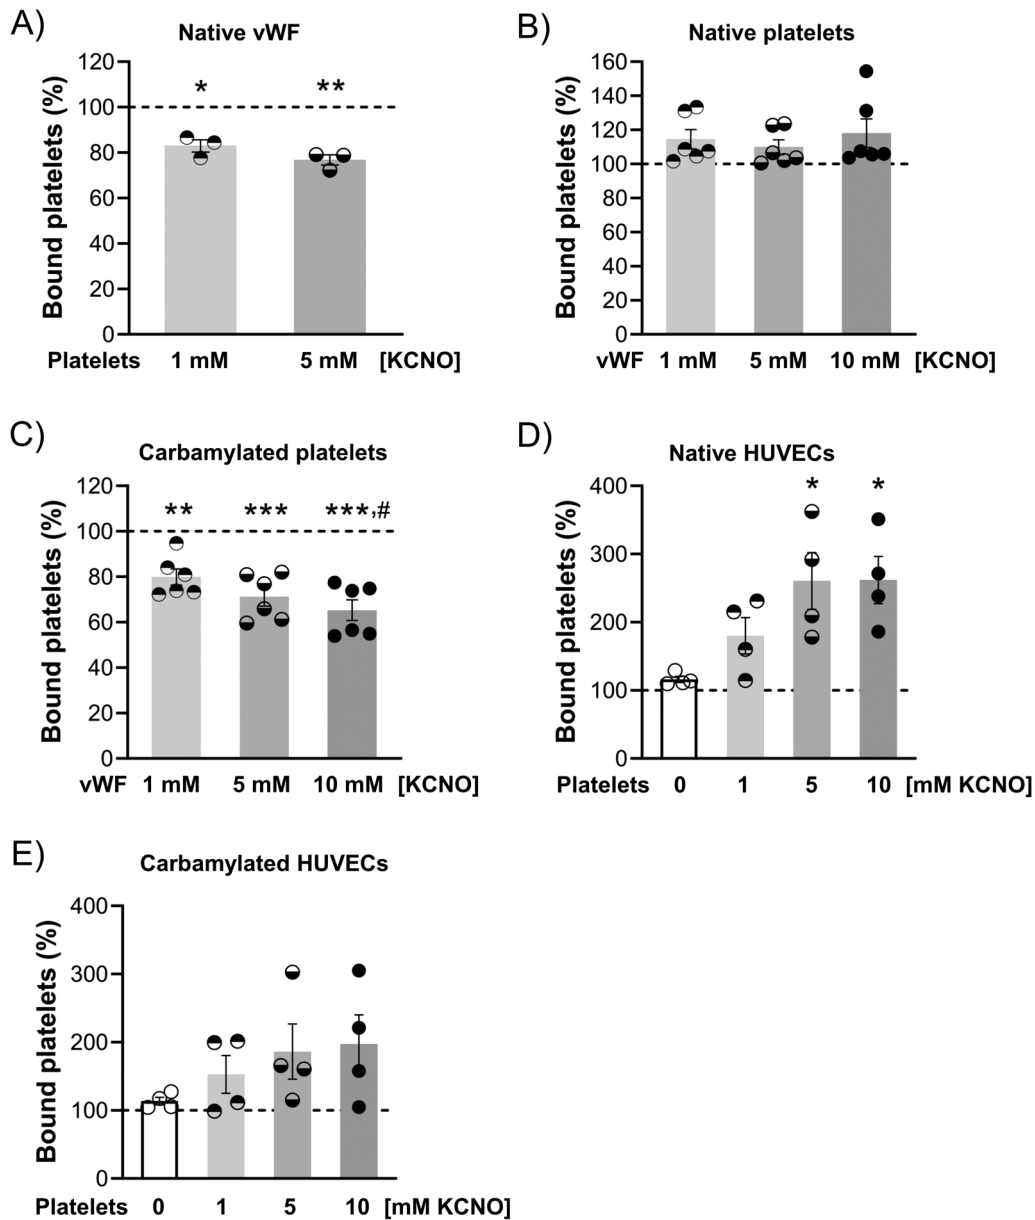 A)
Native vWF
Bound platelets (%)
120
100
80
60
40
20
0
* **
Platelets 1 mM 5 mM [KCNO]
B)
Native platelets
Bound platelets (%)
160
140
120
100
80
60
40
20
0
vWF 1 mM 5 mM 10 mM [KCNO]
C)
Carbamylated platelets
Bound platelets (%)
120
100
80
60
40
20
0
** *** ***,#
vWF 1 mM 5 mM 10 mM [KCNO]
D)
Native HUVECs
Bound platelets (%)
400
300
200
100
0
* *
Platelets 0 1 5 10 [mM KCNO]
E)
Carbamylated HUVECs
Bound platelets (%)
400
300
200
100
0
Platelets 0 1 5 10 [mM KCNO]